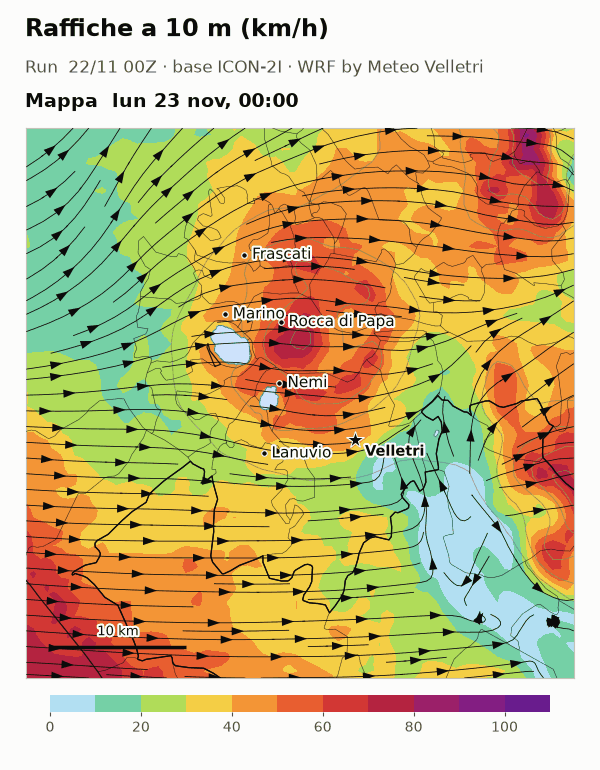 Raffiche a 10 m (km/h)
Run 22/11 00Z · base ICON-2I · WRF by Meteo Velletri
Mappa lun 23 nov, 00:00
Frascati
Marino
Rocca di Papa
Nemi
Lanuvio
Velletri
10 km
0 20 40 60 80 100